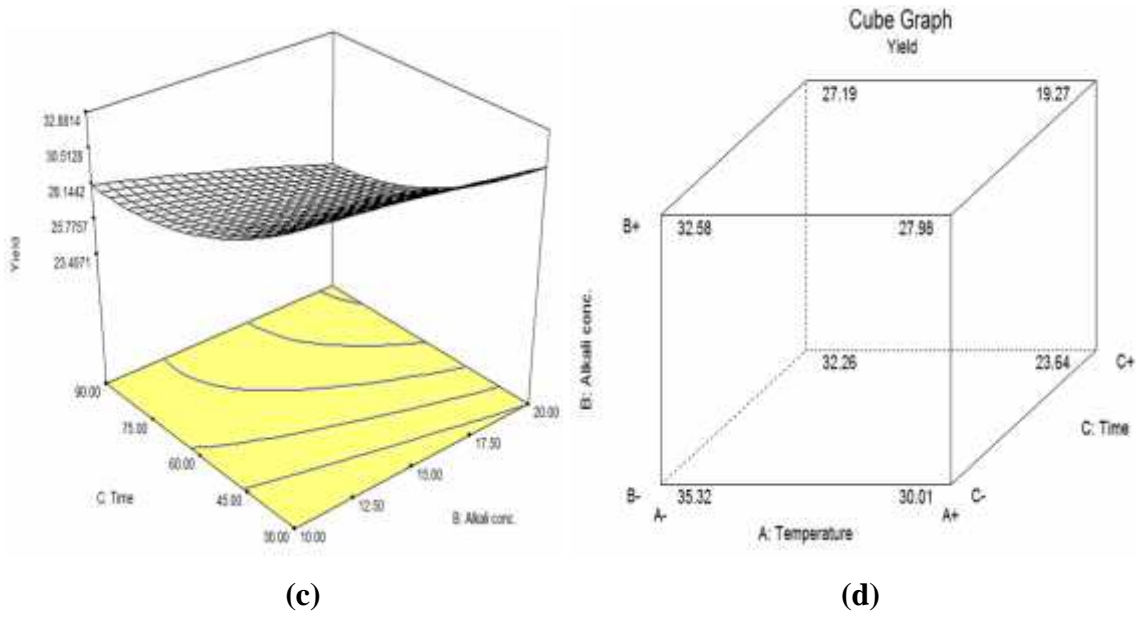 32.8814
30.5128
28.1442
25.7757
23.4071
Yield
90.00
75.00
60.00
45.00
30.00
C: Time
10.00
12.50
15.00
17.50
20.00
B: Alkali conc.
(c)
Cube Graph
Yield
27.19 19.27
B+ 32.58 27.98
B: Alkali conc.
32.26 23.64 C+
C: Time
B- 35.32 30.01 C-
A- A+
A: Temperature
(d)